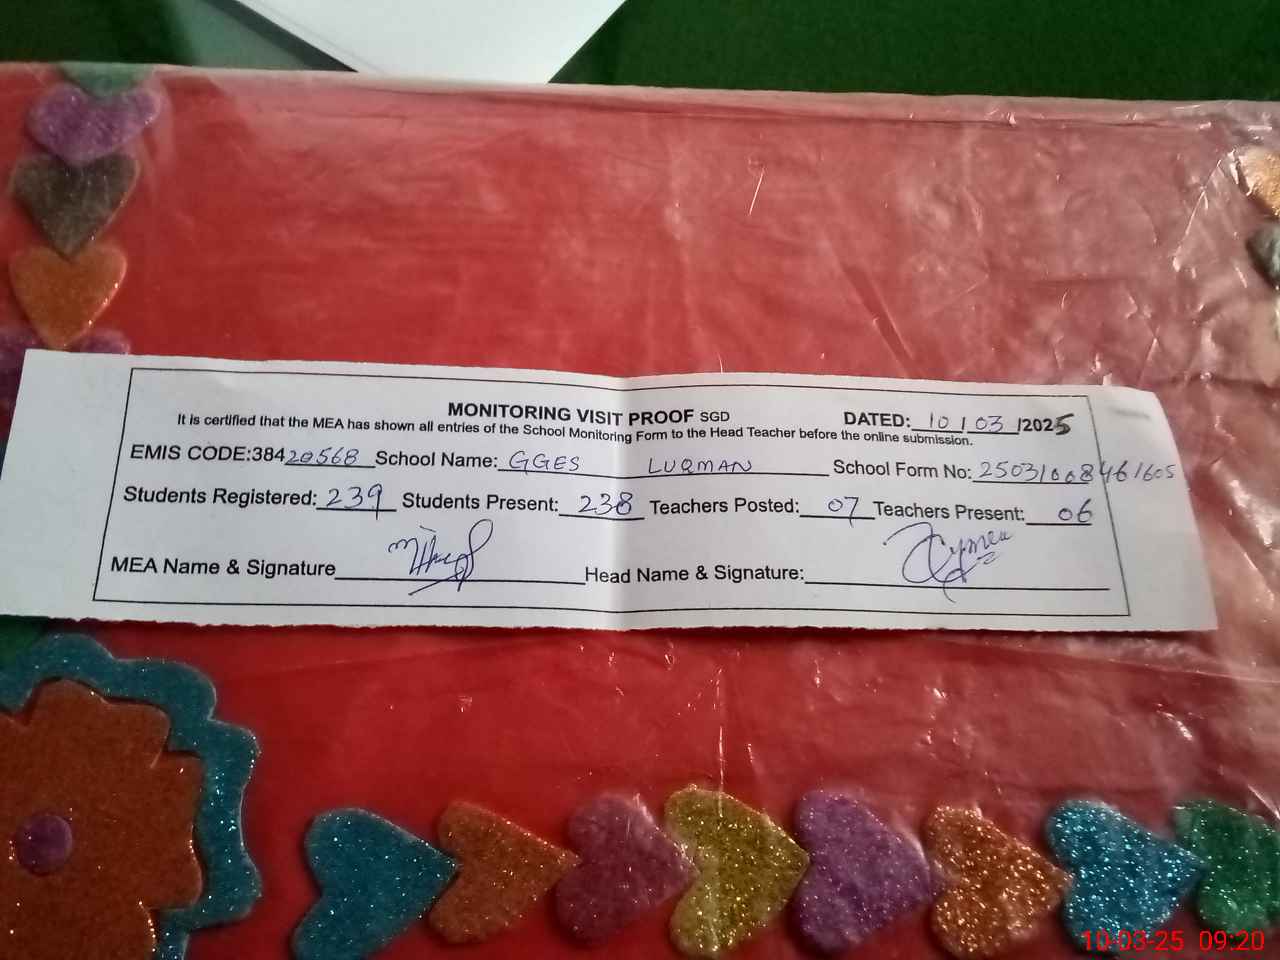 MONITORING VISIT PROOF SGD DATED: 10/03/2025
It is certified that the MEA has shown all entries of the School Monitoring Form to the Head Teacher before the online submission.
EMIS CODE:38420568 School Name: GGES LUQMAN School Form No: 25031008461605
Students Registered: 239 Students Present: 238 Teachers Posted: 07 Teachers Present: 06
MEA Name & Signature Head Name & Signature:
10-03-25 09:20